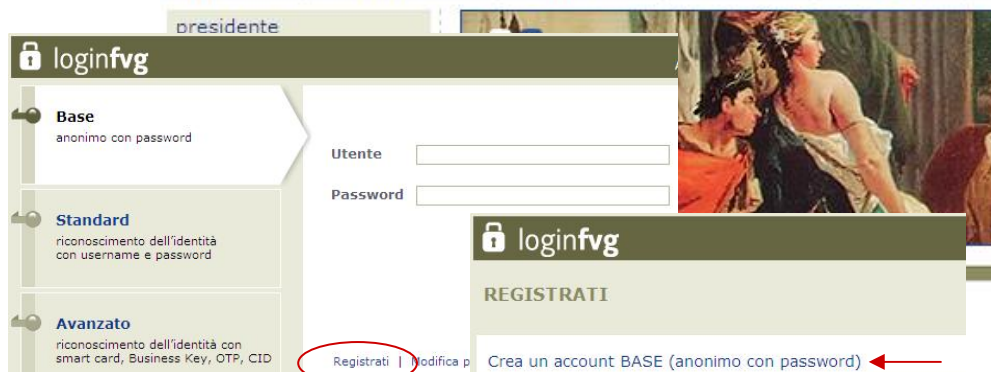 presidente
loginfvg
Base
anonimo con password
Utente
Password
Standard
riconoscimento dell'identità
con username e password
Avanzato
riconoscimento dell'identità con
smart card, Business Key, OTP, CID
Registrati | Modifica p
loginfvg
REGISTRATI
Crea un account BASE (anonimo con password)